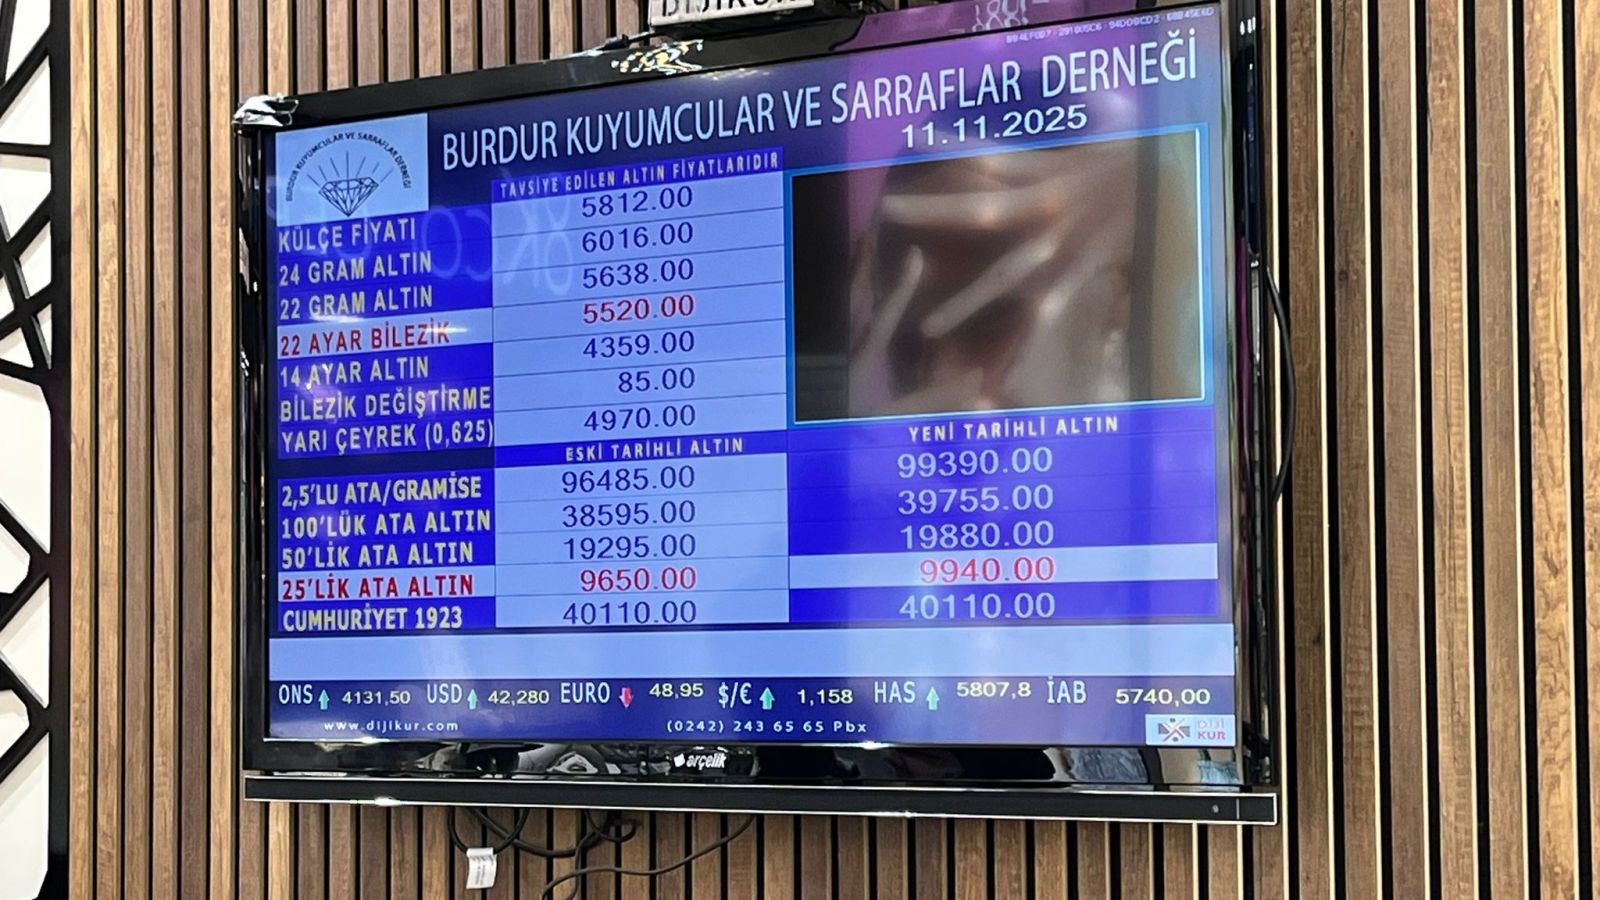 DİJİKUR
BURDUR KUYUMCULAR VE SARRAFLAR DERNEĞİ
BURDUR KUYUMCULAR VE SARRAFLAR DERNEĞİ
11.11.2025
TAVSİYE EDİLEN ALTIN FİYATLARIDIR
KÜLÇE FİYATI 5812.00
24 GRAM ALTIN 6016.00
22 GRAM ALTIN 5638.00
22 AYAR BİLEZİK 5520.00
14 AYAR ALTIN 4359.00
BİLEZİK DEĞİŞTİRME 85.00
YARI ÇEYREK (0,625) 4970.00
ESKİ TARİHLİ ALTIN YENİ TARİHLİ ALTIN
2,5'LU ATA/GRAMİSE 96485.00 99390.00
100'LÜK ATA ALTIN 38595.00 39755.00
50'LİK ATA ALTIN 19295.00 19880.00
25'LİK ATA ALTIN 9650.00 9940.00
CUMHURİYET 1923 40110.00 40110.00
ONS 4131,50 USD 42,280 EURO 48,95 $/€ 1,158 HAS 5807,8 İAB 5740,00
www.dijikur.com (0242) 243 65 65 Pbx
DİJİ
KUR
arçelik